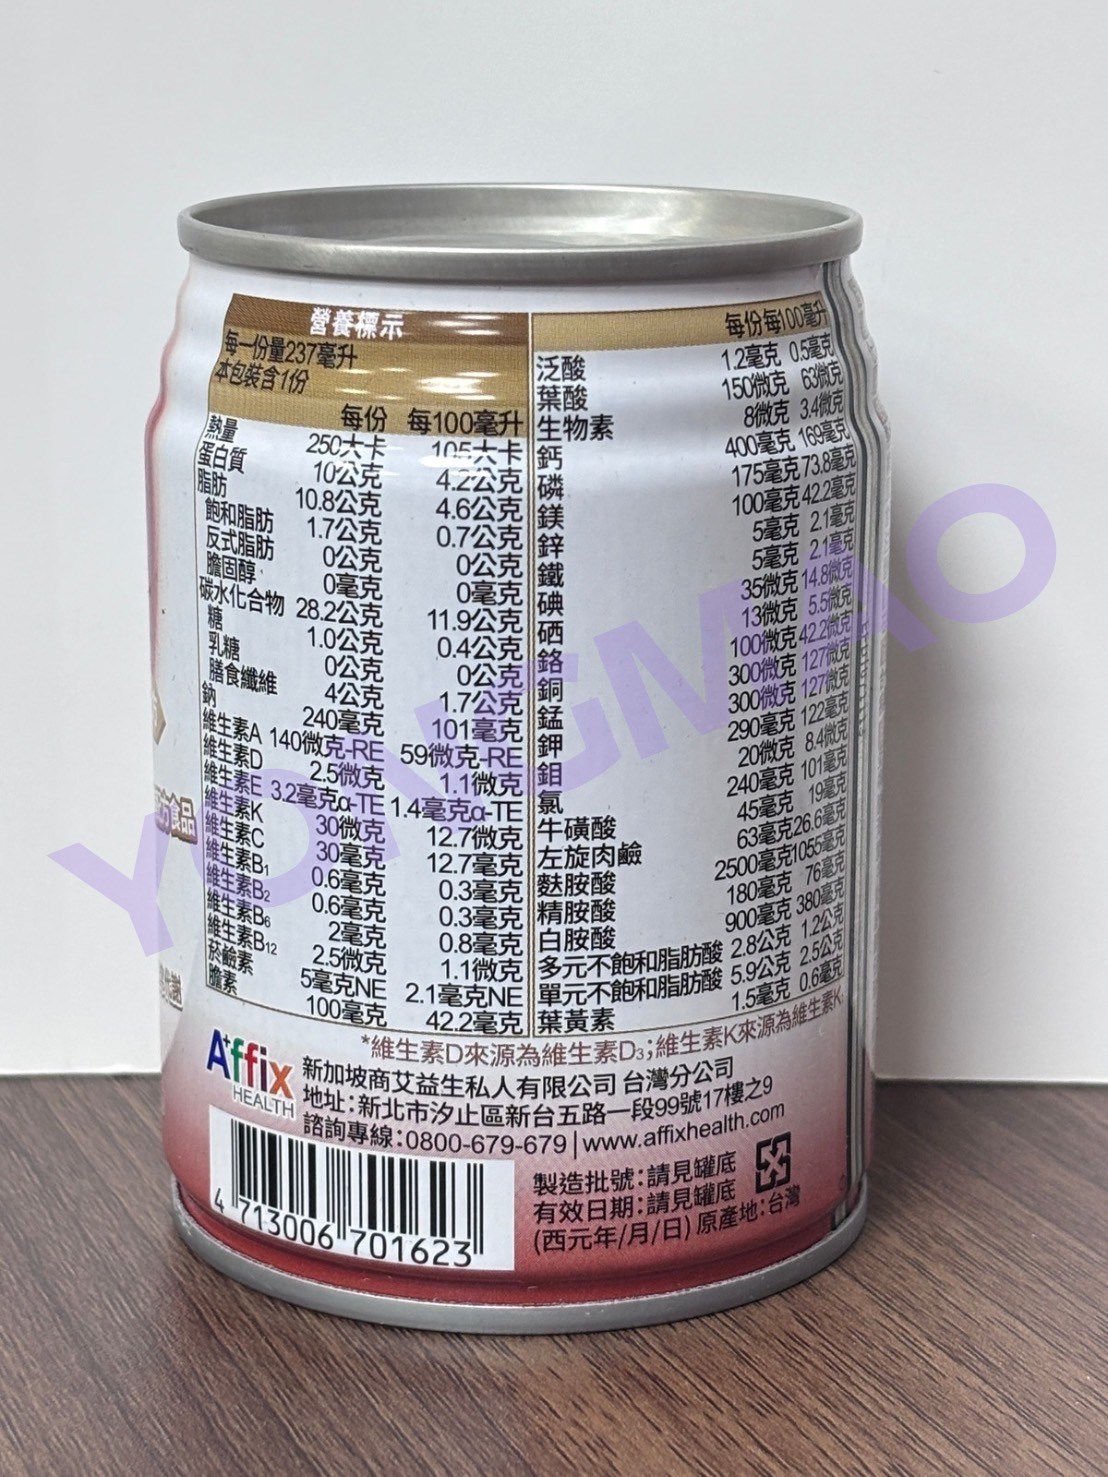 營養標示
每一份量237毫升
本包裝含1份
每份 每100毫升
熱量 250大卡 105大卡
蛋白質 10公克 4.2公克
脂肪 10.8公克 4.6公克
飽和脂肪 1.7公克 0.7公克
反式脂肪 0公克 0公克
膽固醇 0毫克 0毫克
碳水化合物 28.2公克 11.9公克
糖 1.0公克 0.4公克
乳糖 0公克 0公克
膳食纖維 4公克 1.7公克
鈉 240毫克 101毫克
維生素A 140微克-RE 59微克-RE
維生素D 2.5微克 1.1微克
維生素E 3.2毫克α-TE 1.4毫克α-TE
維生素K 30微克 12.7微克
維生素C 30毫克 12.7毫克
維生素B1 0.6毫克 0.3毫克
維生素B2 0.6毫克 0.3毫克
維生素B6 2毫克 0.8毫克
維生素B12 2.5微克 1.1微克
菸鹼素 5毫克NE 2.1毫克NE
膽素 100毫克 42.2毫克
每份 每100毫升
泛酸 1.2毫克 0.5毫克
葉酸 150微克 63微克
生物素 8微克 3.4微克
鈣 400毫克 169毫克
磷 175毫克 73.8毫克
鎂 100毫克 42.2毫克
鋅 5毫克 2.1毫克
鐵 5毫克 2.1毫克
碘 35微克 14.8微克
硒 13微克 5.5微克
鉻 100微克 42.2微克
銅 300微克 127微克
錳 300微克 127微克
鉀 290毫克 122毫克
鉬 20微克 8.4微克
氯 240毫克 101毫克
牛磺酸 45毫克 19毫克
左旋肉鹼 63毫克 26.6毫克
麩胺酸 2500毫克 1055毫克
精胺酸 180毫克 76毫克
白胺酸 900毫克 380毫克
多元不飽和脂肪酸 2.8公克 1.2公克
單元不飽和脂肪酸 5.9公克 2.5公克
葉黃素 1.5毫克 0.6毫克
*維生素D來源為維生素D3;維生素K來源為維生素K
方食品
Affix
HEALTH
新加坡商艾益生私人有限公司 台灣分公司
地址:新北市汐止區新台五路一段99號17樓之9
諮詢專線:0800-679-679|www.affixhealth.com
製造批號:請見罐底
有效日期:請見罐底
(西元年/月/日) 原產地:台灣
4 713006 701623
YONGMAO